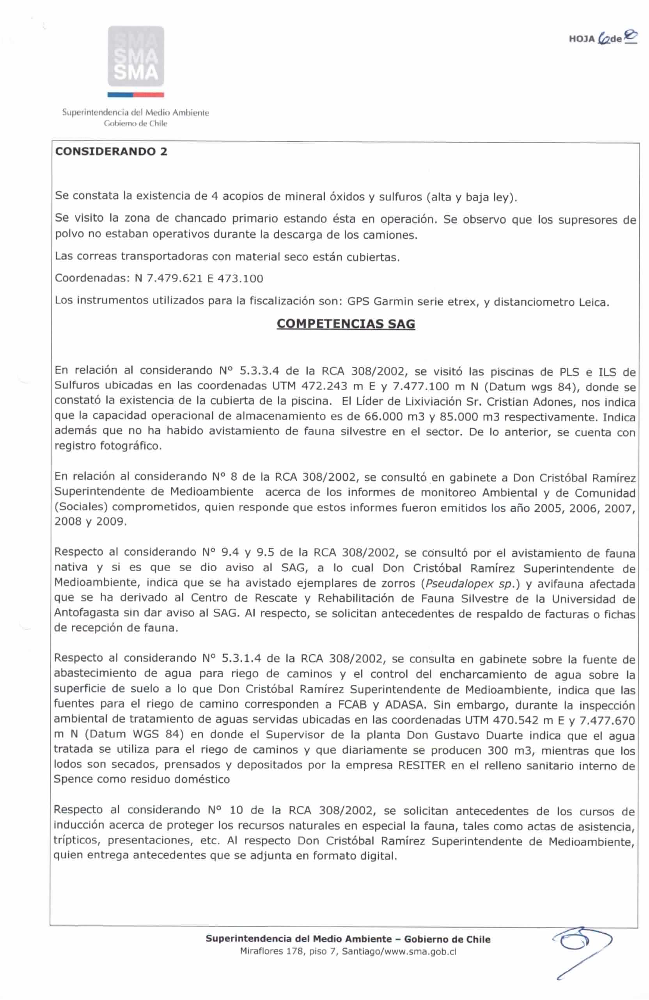 HOJA 6 de 8
SMA
SMA
SMA
Superintendencia del Medio Ambiente
Gobierno de Chile
CONSIDERANDO 2
Se constata la existencia de 4 acopios de mineral óxidos y sulfuros (alta y baja ley).
Se visito la zona de chancado primario estando ésta en operación. Se observo que los supresores de
polvo no estaban operativos durante la descarga de los camiones.
Las correas transportadoras con material seco están cubiertas.
Coordenadas: N 7.479.621 E 473.100
Los instrumentos utilizados para la fiscalización son: GPS Garmin serie etrex, y distanciometro Leica.
COMPETENCIAS SAG
En relación al considerando Nº 5.3.3.4 de la RCA 308/2002, se visitó las piscinas de PLS e ILS de
Sulfuros ubicadas en las coordenadas UTM 472.243 m E y 7.477.100 m N (Datum wgs 84), donde se
constató la existencia de la cubierta de la piscina. El Líder de Lixiviación Sr. Cristian Adones, nos indica
que la capacidad operacional de almacenamiento es de 66.000 m3 y 85.000 m3 respectivamente. Indica
además que no ha habido avistamiento de fauna silvestre en el sector. De lo anterior, se cuenta con
registro fotográfico.
En relación al considerando Nº 8 de la RCA 308/2002, se consultó en gabinete a Don Cristóbal Ramírez
Superintendente de Medioambiente acerca de los informes de monitoreo Ambiental y de Comunidad
(Sociales) comprometidos, quien responde que estos informes fueron emitidos los año 2005, 2006, 2007,
2008 y 2009.
Respecto al considerando Nº 9.4 y 9.5 de la RCA 308/2002, se consultó por el avistamiento de fauna
nativa y si es que se dio aviso al SAG, a lo cual Don Cristóbal Ramírez Superintendente de
Medioambiente, indica que se ha avistado ejemplares de zorros (Pseudalopex sp.) y avifauna afectada
que se ha derivado al Centro de Rescate y Rehabilitación de Fauna Silvestre de la Universidad de
Antofagasta sin dar aviso al SAG. Al respecto, se solicitan antecedentes de respaldo de facturas o fichas
de recepción de fauna.
Respecto al considerando Nº 5.3.1.4 de la RCA 308/2002, se consulta en gabinete sobre la fuente de
abastecimiento de agua para riego de caminos y el control del encharcamiento de agua sobre la
superficie de suelo a lo que Don Cristóbal Ramírez Superintendente de Medioambiente, indica que las
fuentes para el riego de camino corresponden a FCAB y ADASA. Sin embargo, durante la inspección
ambiental de tratamiento de aguas servidas ubicadas en las coordenadas UTM 470.542 m E y 7.477.670
m N (Datum WGS 84) en donde el Supervisor de la planta Don Gustavo Duarte indica que el agua
tratada se utiliza para el riego de caminos y que diariamente se producen 300 m3, mientras que los
lodos son secados, prensados y depositados por la empresa RESITER en el relleno sanitario interno de
Spence como residuo doméstico
Respecto al considerando Nº 10 de la RCA 308/2002, se solicitan antecedentes de los cursos de
inducción acerca de proteger los recursos naturales en especial la fauna, tales como actas de asistencia,
trípticos, presentaciones, etc. Al respecto Don Cristóbal Ramírez Superintendente de Medioambiente,
quien entrega antecedentes que se adjunta en formato digital.
Superintendencia del Medio Ambiente – Gobierno de Chile
Miraflores 178, piso 7, Santiago/www.sma.gob.cl